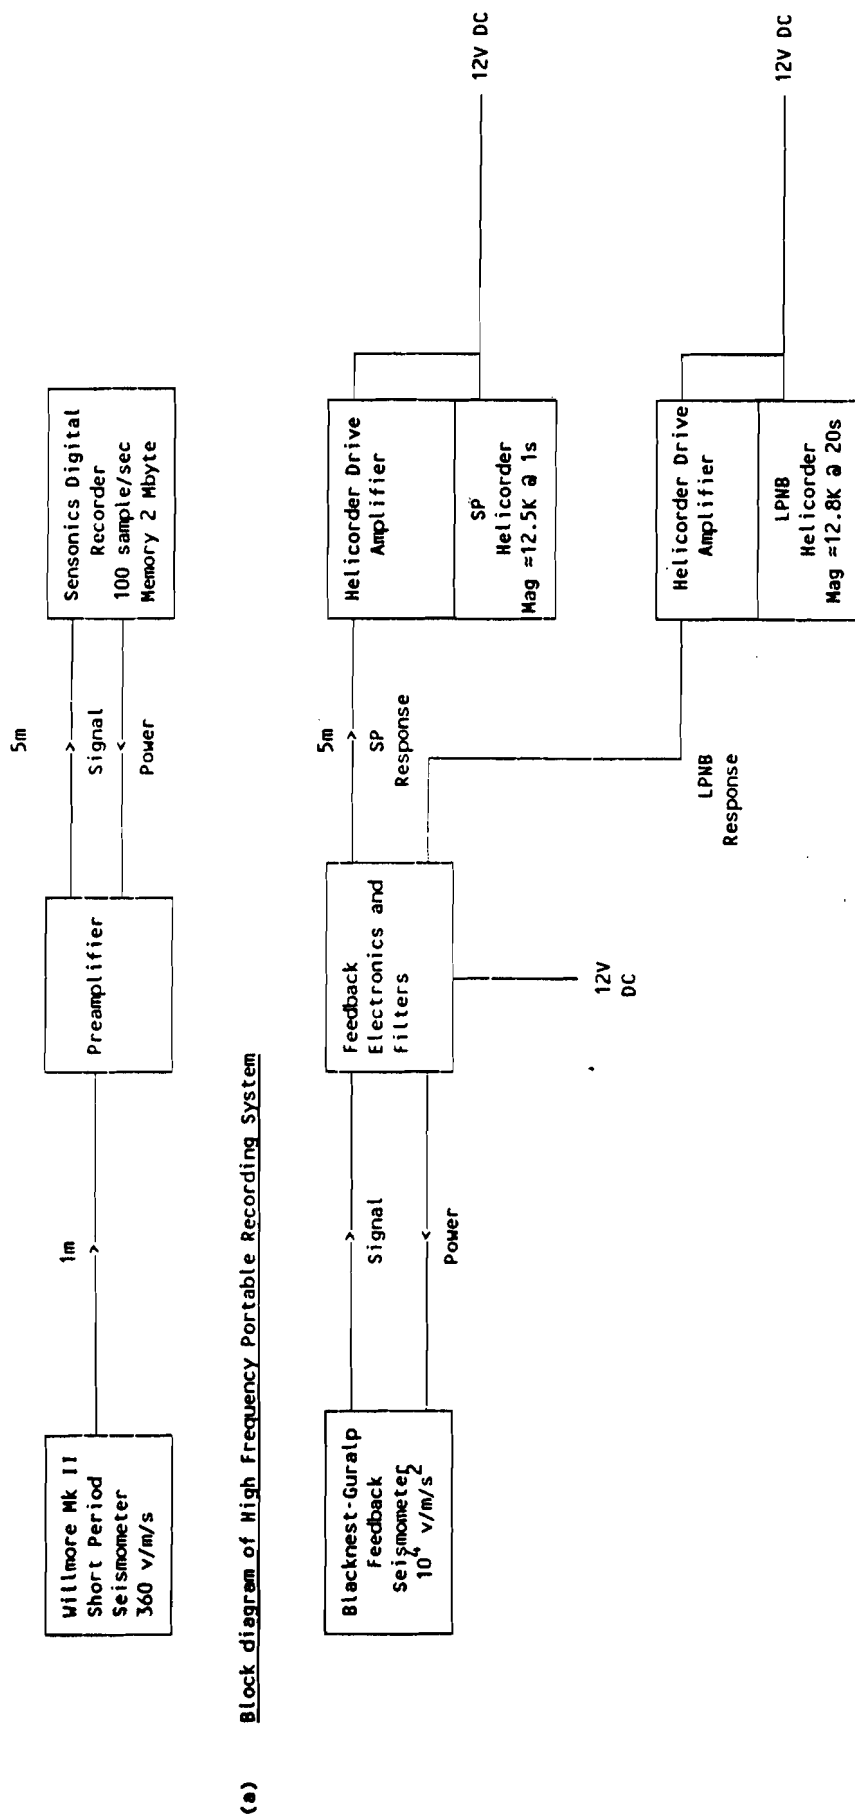 Willmore Mk II
Short Period
Seismometer
360 v/m/s
1m
Preamplifier
5m
Signal
Power
Sensonics Digital
Recorder
100 sample/sec
Memory 2 Mbyte
(a) Block diagram of High Frequency Portable Recording System
Blacknest-Guralp
Feedback
Seismometer
10⁴ v/m/s²
Signal
Power
Feedback
Electronics and
Filters
12V
DC
5m
SP
Response
LPNB
Response
Helicorder Drive
Amplifier
SP
Helicorder
Mag ≈12.5K @ 1s
12V DC
Helicorder Drive
Amplifier
LPNB
Helicorder
Mag ≈12.8K @ 20s
12V DC